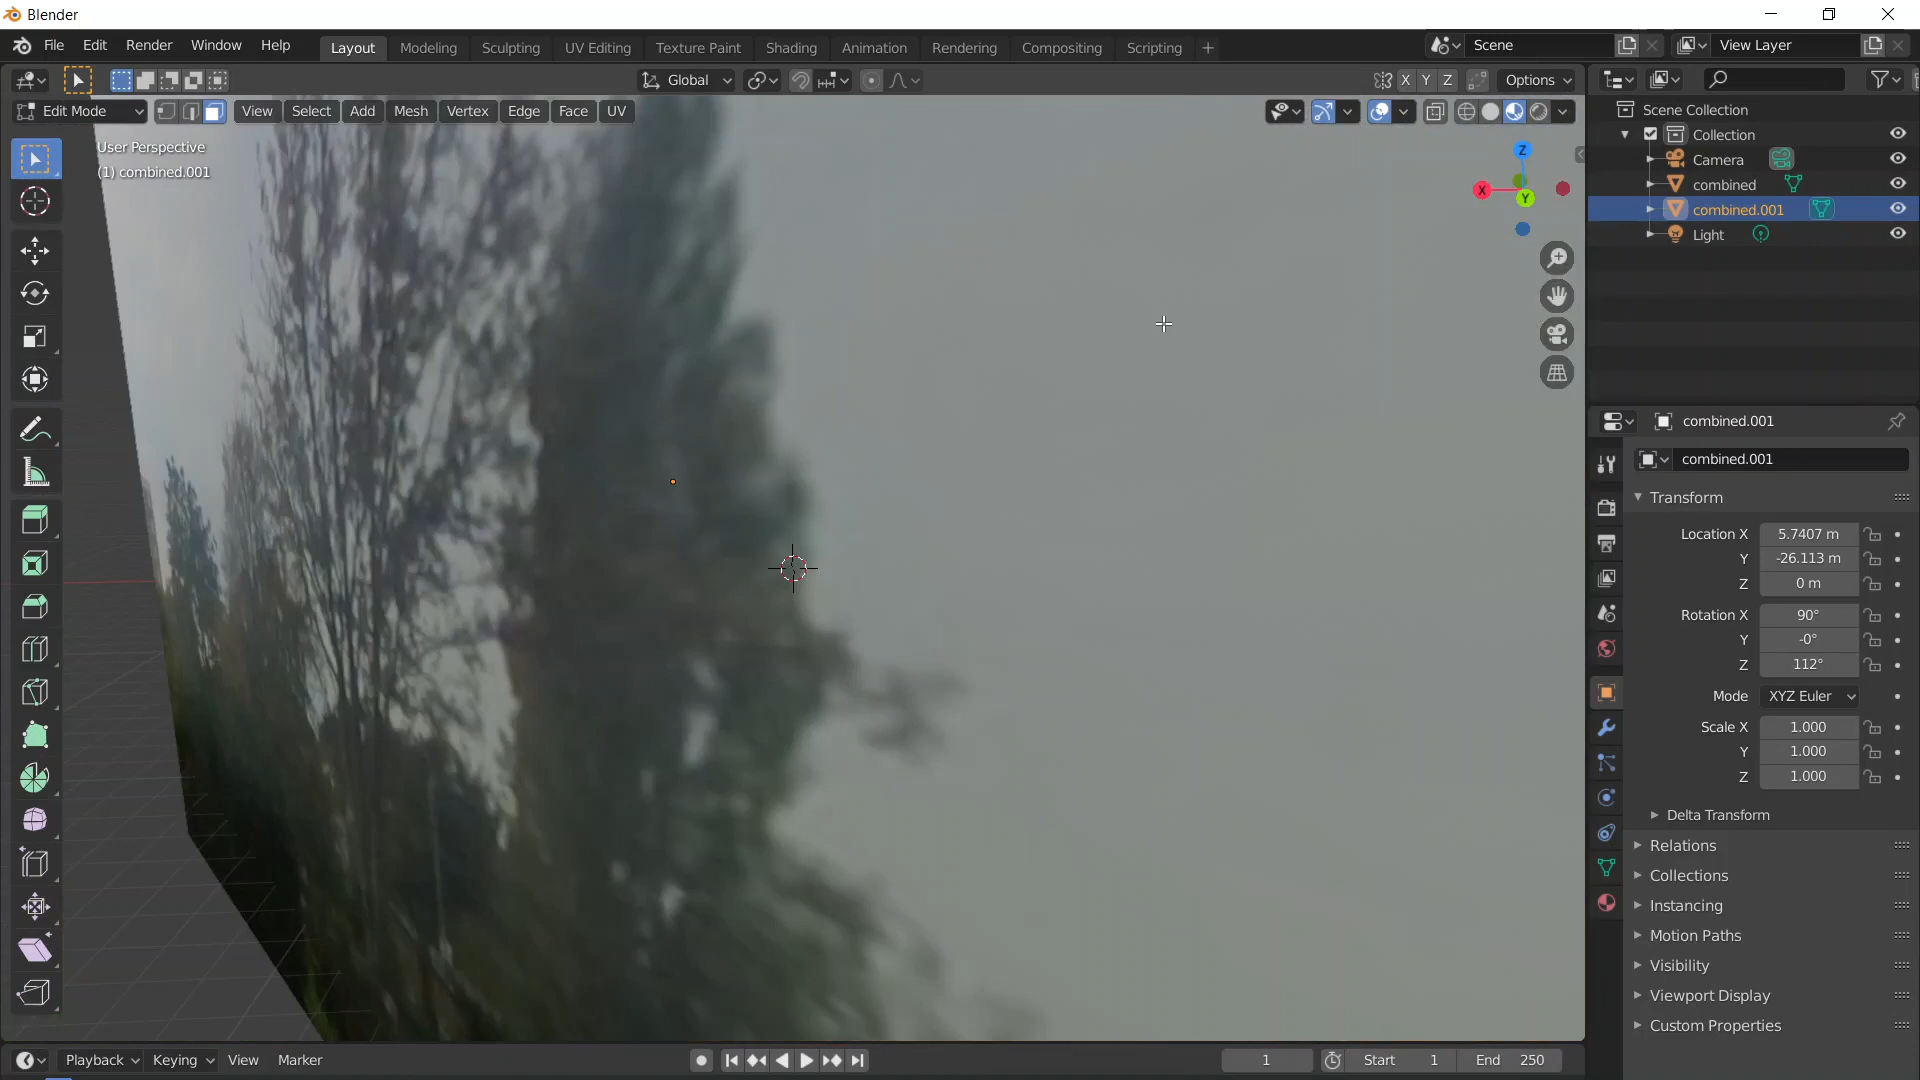 Blender
File Edit Render Window Help Layout Modeling Sculpting UV Editing Texture Paint Shading Animation Rendering Compositing Scripting + Scene View Layer
Global X Y Z Options
Edit Mode View Select Add Mesh Vertex Edge Face UV
User Perspective
(1) combined.001
Z
X
Y
Scene Collection
Collection
Camera
combined
combined.001
Light
combined.001
combined.001
Transform
Location X 5.7407 m
Y -26.113 m
Z 0 m
Rotation X 90°
Y -0°
Z 112°
Mode XYZ Euler
Scale X 1.000
Y 1.000
Z 1.000
Delta Transform
Relations
Collections
Instancing
Motion Paths
Visibility
Viewport Display
Custom Properties
Playback Keying View Marker 1 Start 1 End 250